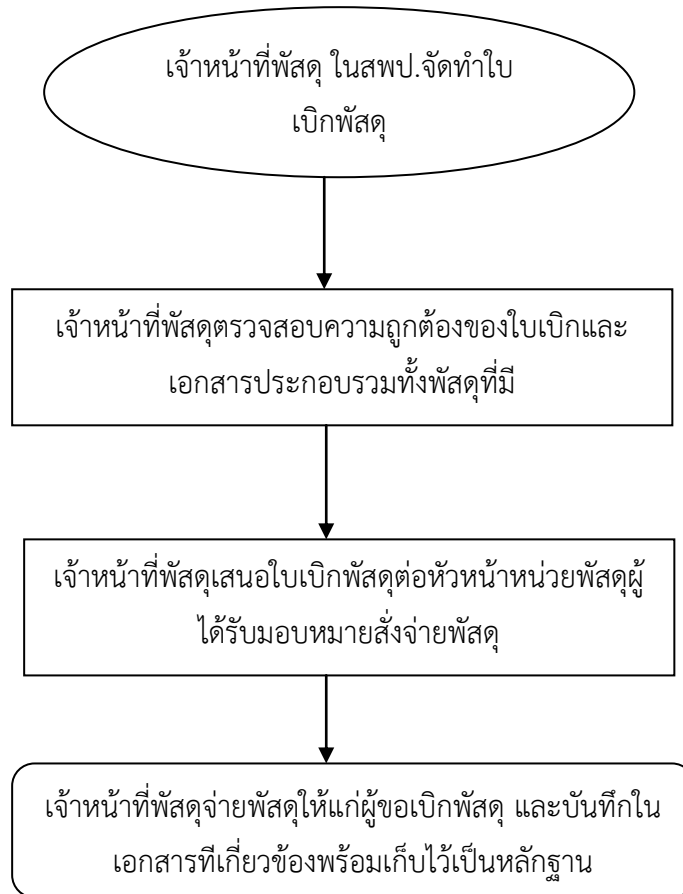 เจ้าหน้าที่พัสดุ ในสพป.จัดทำใบ
เบิกพัสดุ
เจ้าหน้าที่พัสดุตรวจสอบความถูกต้องของใบเบิกและ
เอกสารประกอบรวมทั้งพัสดุที่มี
เจ้าหน้าที่พัสดุเสนอใบเบิกพัสดุต่อหัวหน้าหน่วยพัสดุผู้
ได้รับมอบหมายสั่งจ่ายพัสดุ
เจ้าหน้าที่พัสดุจ่ายพัสดุให้แก่ผู้ขอเบิกพัสดุ และบันทึกใน
เอกสารทีเกี่ยวข้องพร้อมเก็บไว้เป็นหลักฐาน